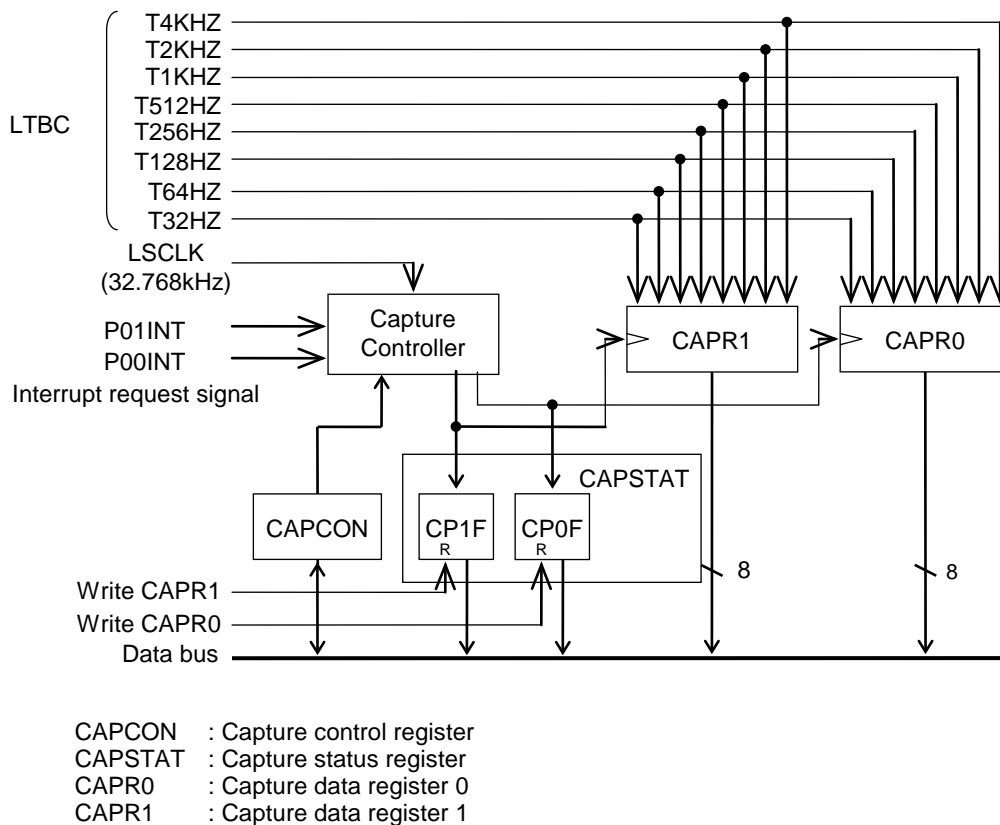 T4KHZ
T2KHZ
T1KHZ
T512HZ
LTBC
T256HZ
T128HZ
T64HZ
T32HZ
LSCLK
(32.768kHz)
P01INT
P00INT
Interrupt request signal
Capture
Controller
CAPR1
CAPR0
CAPSTAT
CAPCON
CP1F
R
CP0F
R
8
8
Write CAPR1
Write CAPR0
Data bus
CAPCON : Capture control register
CAPSTAT : Capture status register
CAPR0 : Capture data register 0
CAPR1 : Capture data register 1